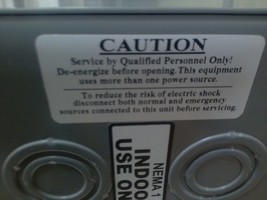 CAUTION
Service by Qualified Personnel Only!
De-energize before opening. This equipment
uses more than one power source.
To reduce the risk of electric shock
disconnect both normal and emergency
sources connected to this unit before servicing.
NEMA 1
INDOO
USE ON